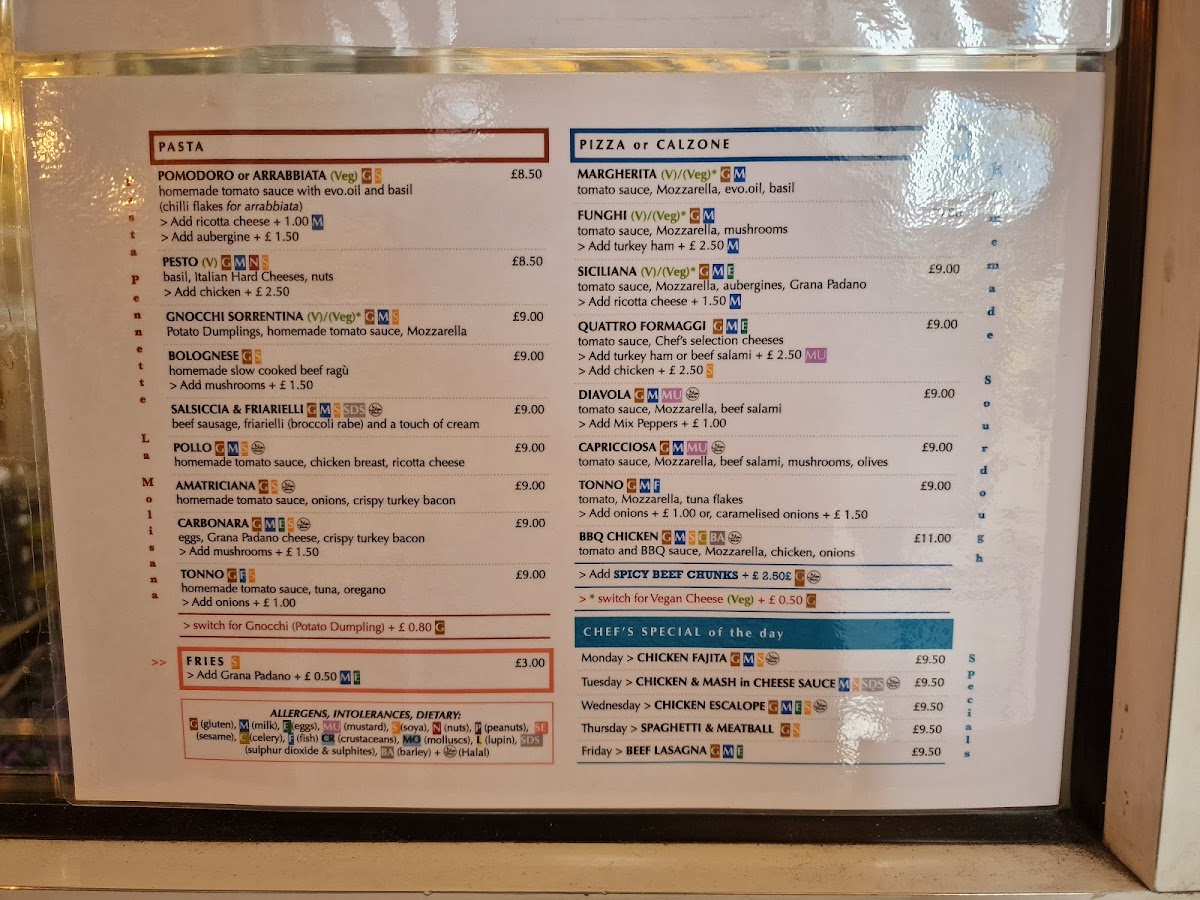 PASTA
POMODORO or ARRABBIATA (Veg) G S £8.50
homemade tomato sauce with evo.oil and basil
(chilli flakes for arrabbiata)
> Add ricotta cheese + 1.00 M
> Add aubergine + £ 1.50
PESTO (V) G M N S £8.50
basil, Italian Hard Cheeses, nuts
> Add chicken + £ 2.50
GNOCCHI SORRENTINA (V)/(Veg)* G M S £9.00
Potato Dumplings, homemade tomato sauce, Mozzarella
BOLOGNESE G S £9.00
homemade slow cooked beef ragù
> Add mushrooms + £ 1.50
SALSICCIA & FRIARIELLI G M S SDS £9.00
beef sausage, friarielli (broccoli rabe) and a touch of cream
POLLO G M S £9.00
homemade tomato sauce, chicken breast, ricotta cheese
AMATRICIANA G S £9.00
homemade tomato sauce, onions, crispy turkey bacon
CARBONARA G M E S £9.00
eggs, Grana Padano cheese, crispy turkey bacon
> Add mushrooms + £ 1.50
TONNO G F S £9.00
homemade tomato sauce, tuna, oregano
> Add onions + £ 1.00
> switch for Gnocchi (Potato Dumpling) + £ 0.80 G
>> FRIES S £3.00
> Add Grana Padano + £ 0.50 M E
ALLERGENS, INTOLERANCES, DIETARY:
G (gluten), M (milk), E (eggs), MU (mustard), S (soya), N (nuts), P (peanuts), SE
(sesame), C (celery), F (fish) CR (crustaceans), MO (molluscs), L (lupin), SDS
(sulphur dioxide & sulphites), BA (barley) + (Halal)
Pasta Pennette La Molisana
PIZZA or CALZONE
MARGHERITA (V)/(Veg)* G M
tomato sauce, Mozzarella, evo.oil, basil
FUNGHI (V)/(Veg)* G M
tomato sauce, Mozzarella, mushrooms
> Add turkey ham + £ 2.50 M
SICILIANA (V)/(Veg)* G M E £9.00
tomato sauce, Mozzarella, aubergines, Grana Padano
> Add ricotta cheese + 1.50 M
QUATTRO FORMAGGI G M E £9.00
tomato sauce, Chef's selection cheeses
> Add turkey ham or beef salami + £ 2.50 MU
> Add chicken + £ 2.50 S
DIAVOLA G M MU £9.00
tomato sauce, Mozzarella, beef salami
> Add Mix Peppers + £ 1.00
CAPRICCIOSA G M MU £9.00
tomato sauce, Mozzarella, beef salami, mushrooms, olives
TONNO G M F £9.00
tomato, Mozzarella, tuna flakes
> Add onions + £ 1.00 or, caramelised onions + £ 1.50
BBQ CHICKEN G M S C BA £11.00
tomato and BBQ sauce, Mozzarella, chicken, onions
> Add SPICY BEEF CHUNKS + £ 2.50£ G
> * switch for Vegan Cheese (Veg) + £ 0.50 G
CHEF'S SPECIAL of the day
Monday > CHICKEN FAJITA G M S £9.50
Tuesday > CHICKEN & MASH in CHEESE SAUCE M S SDS £9.50
Wednesday > CHICKEN ESCALOPE G M E S £9.50
Thursday > SPAGHETTI & MEATBALL G S £9.50
Friday > BEEF LASAGNA G M E £9.50
Sourdough
Specials